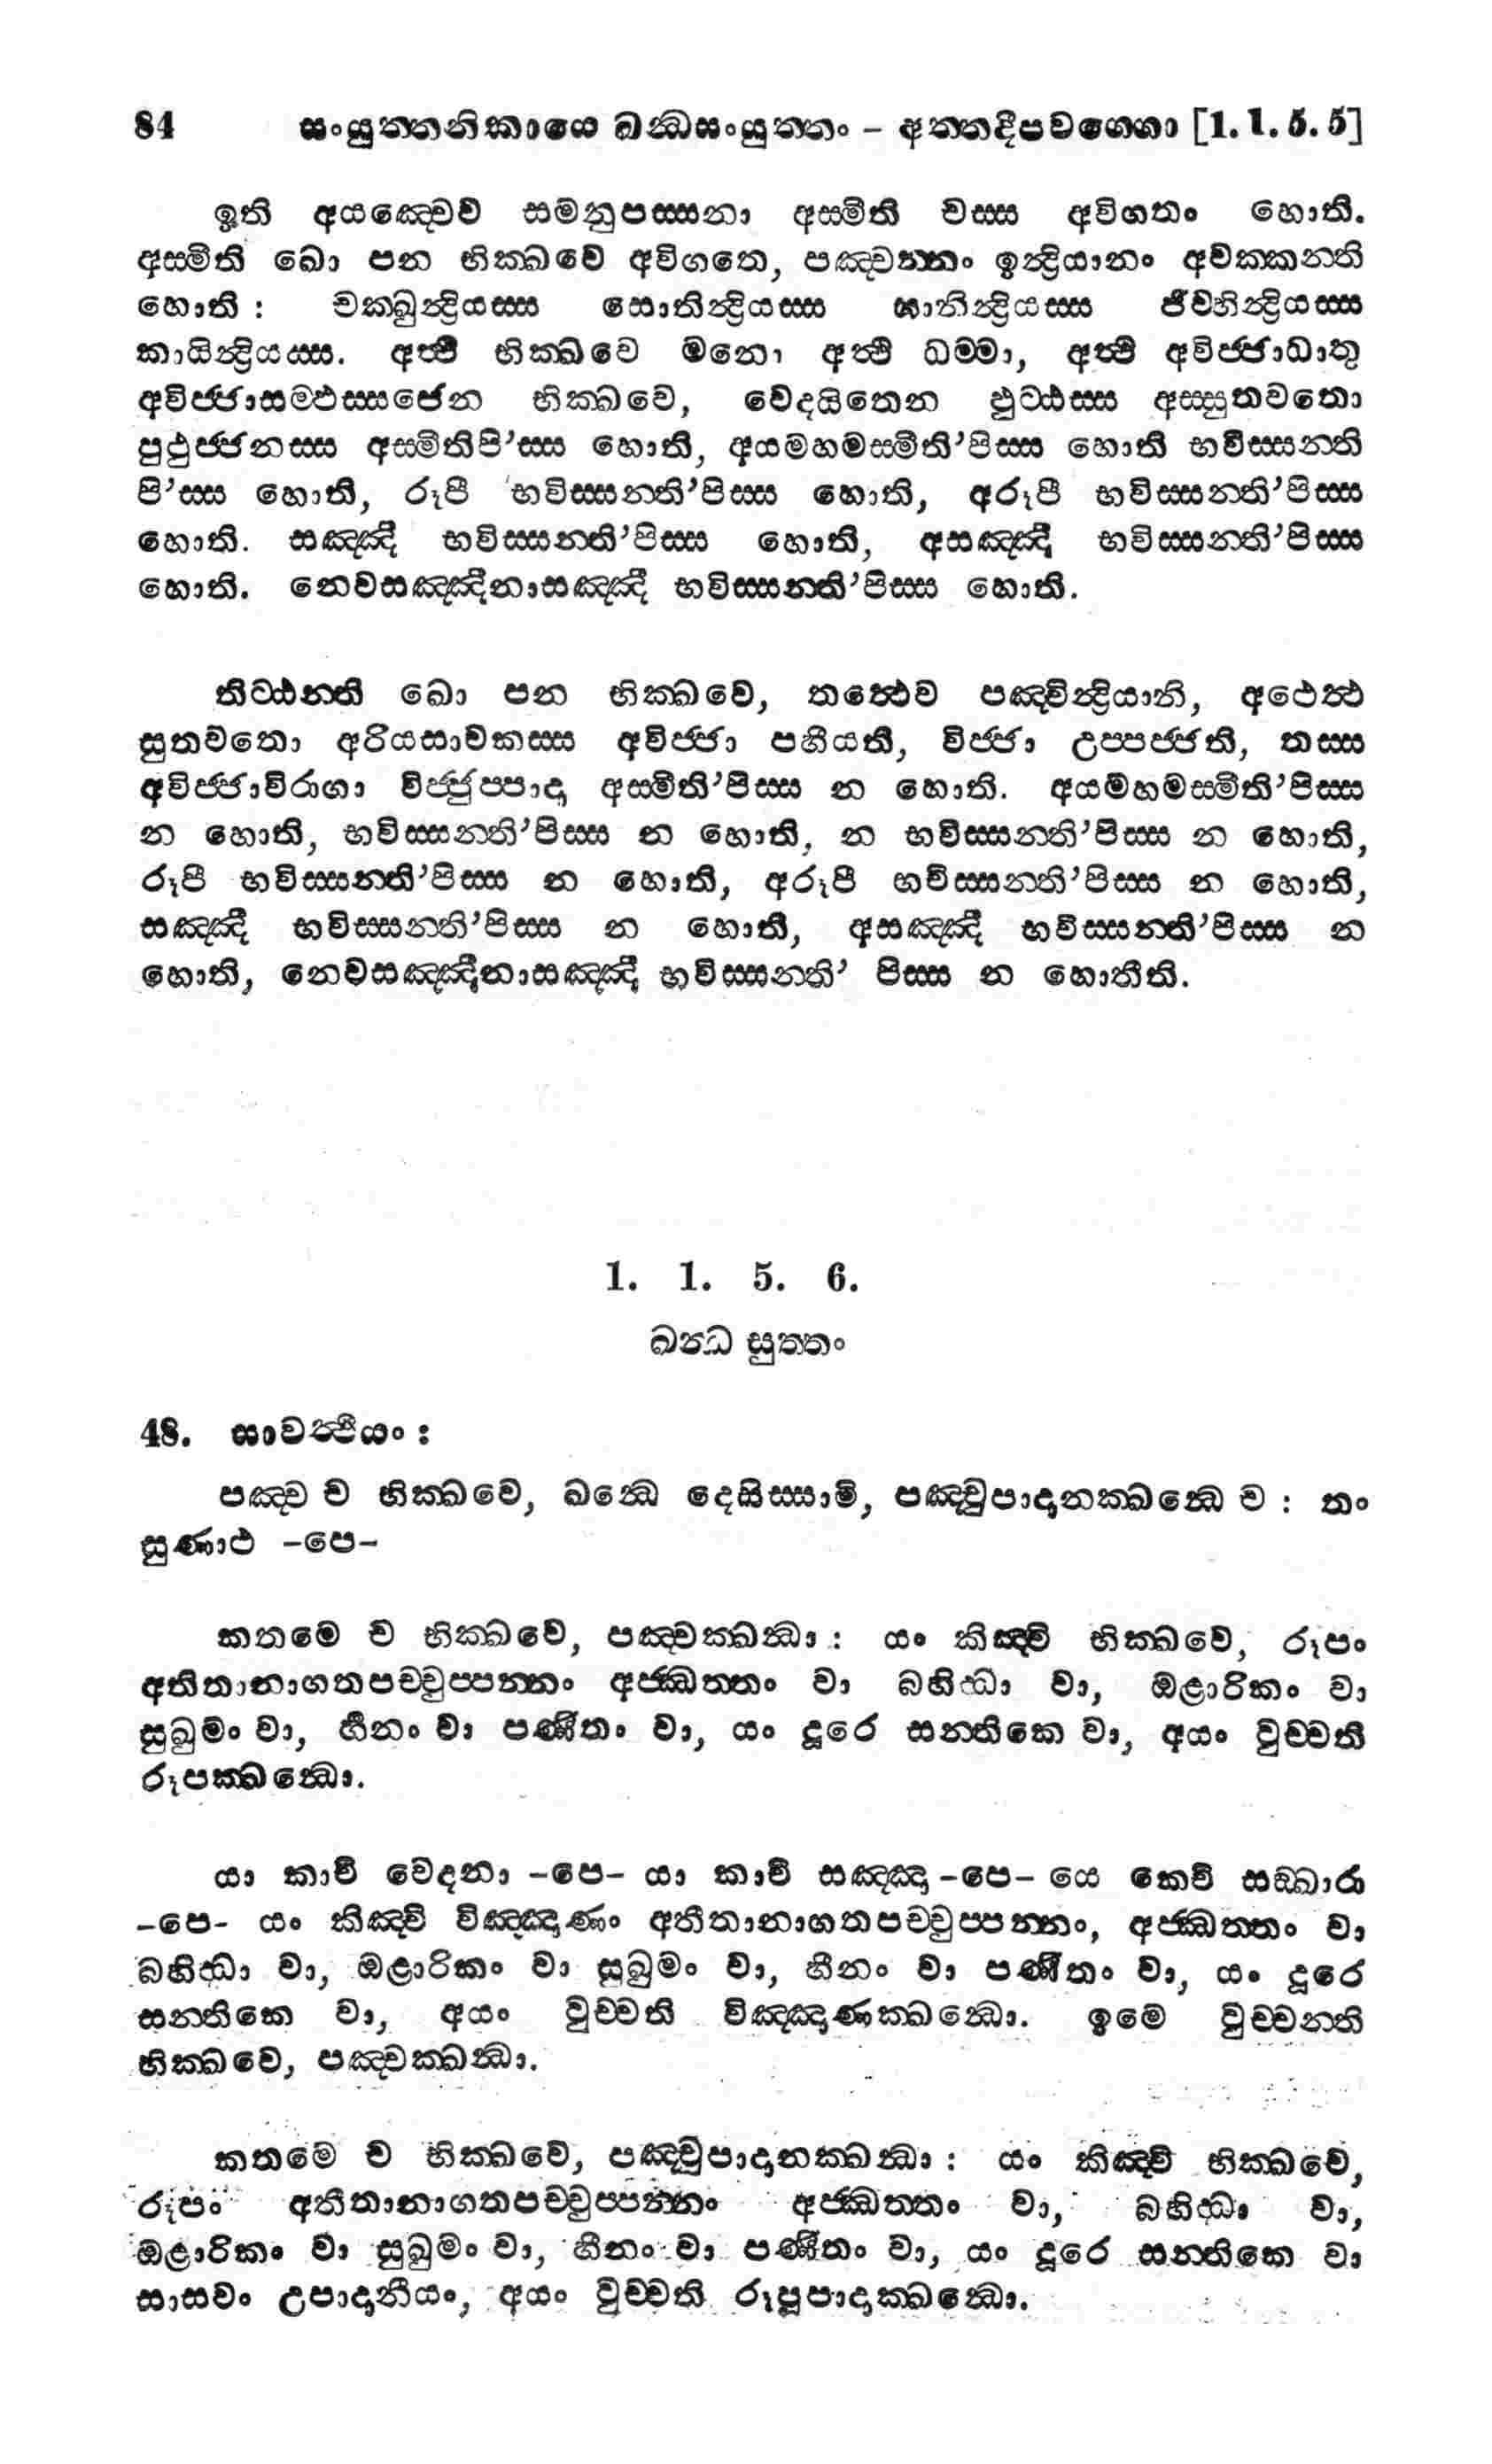 84 සංයුත්තනිකායෙ ඛන්ධසංයුත්තං – අත්තදීපවග්ගො [1. 1. 5. 5]
ඉති අයඤ්චෙව සමනුපස්සනා අස්මීති චස්ස අවිගතං හොති.
අස්මීති ඛො පන භික්ඛවෙ අවිගතෙ, පඤ්චන්නං ඉන්ද්‍රියානං අවක්කන්ති
හොති : චක්ඛුන්ද්‍රියස්ස සොතින්ද්‍රියස්ස ඝානින්ද්‍රියස්ස ජිව්හින්ද්‍රියස්ස
කායින්ද්‍රියස්ස. අත්ථි භික්ඛවෙ මනො අත්ථි ධම්මා, අත්ථි අවිජ්ජාධාතු
අවිජ්ජාසම්ඵස්සජෙන භික්ඛවෙ, වෙදයිතෙන ඵුට්ඨස්ස අස්සුතවතො
පුථුජ්ජනස්ස අස්මීතිපි’ස්ස හොති, අයමහමස්මීති’පිස්ස හොති භවිස්සන්ති
පි’ස්ස හොති, රූපී භවිස්සන්ති’පිස්ස හොති, අරූපී භවිස්සන්ති’පිස්ස
හොති. සඤ්ඤී භවිස්සන්ති’පිස්ස හොති, අසඤ්ඤී භවිස්සන්ති’පිස්ස
හොති. නෙවසඤ්ඤීනාසඤ්ඤී භවිස්සන්ති’පිස්ස හොති.
තිට්ඨන්ති ඛො පන භික්ඛවෙ, තත්ථෙව පඤ්චින්ද්‍රියානි, අථෙත්ථ
සුතවතො අරියසාවකස්ස අවිජ්ජා පහීයති, විජ්ජා උප්පජ්ජති, තස්ස
අවිජ්ජාවිරාගා විජ්ජුප්පාදා අස්මීති’පිස්ස න හොති. අයමහමස්මීති’පිස්ස
න හොති, භවිස්සන්ති’පිස්ස න හොති, න භවිස්සන්ති’පිස්ස න හොති,
රූපී භවිස්සන්ති’පිස්ස න හොති, අරූපී භවිස්සන්ති’පිස්ස න හොති,
සඤ්ඤී භවිස්සන්ති’පිස්ස න හොති, අසඤ්ඤී භවිස්සන්ති’පිස්ස න
හොති, නෙවසඤ්ඤීනාසඤ්ඤී භවිස්සන්ති’ පිස්ස න හොතීති.
1. 1. 5. 6.
ඛන්ධ සුත්තං
48. සාවත්ථියං :
පඤ්ච ච භික්ඛවෙ, ඛන්ධෙ දෙසිස්සාමි, පඤ්චුපාදානක්ඛන්ධෙ ච : තං
සුණාථ –පෙ–
කතමෙ ච භික්ඛවෙ, පඤ්චක්ඛන්ධා : යං කිඤ්චි භික්ඛවෙ, රූපං
අතීතානාගතපච්චුප්පන්නං අජ්ඣත්තං වා බහිද්ධා වා, ඔළාරිකං වා
සුඛුමං වා, හීනං වා පණීතං වා, යං දූරෙ සන්තිකෙ වා, අයං වුච්චති
රූපක්ඛන්ධො.
යා කාචි වෙදනා –පෙ– යා කාචි සඤ්ඤා –පෙ– යෙ කෙචි සඞ්ඛාරා
–පෙ– යං කිඤ්චි විඤ්ඤාණං අතීතානාගතපච්චුප්පන්නං, අජ්ඣත්තං වා
බහිද්ධා වා, ඔළාරිකං වා සුඛුමං වා, හීනං වා පණීතං වා, යං දූරෙ
සන්තිකෙ වා, අයං වුච්චති විඤ්ඤාණක්ඛන්ධො. ඉමෙ වුච්චන්ති
භික්ඛවෙ, පඤ්චක්ඛන්ධා.
කතමෙ ච භික්ඛවෙ, පඤ්චුපාදානක්ඛන්ධා : යං කිඤ්චි භික්ඛවෙ,
රූපං අතීතානාගතපච්චුප්පන්නං අජ්ඣත්තං වා, බහිද්ධා වා,
ඔළාරිකං වා සුඛුමං වා, හීනං වා පණීතං වා, යං දූරෙ සන්තිකෙ වා
සාසවං උපාදානීයං, අයං වුච්චති රූපූපාදාක්ඛන්ධො.